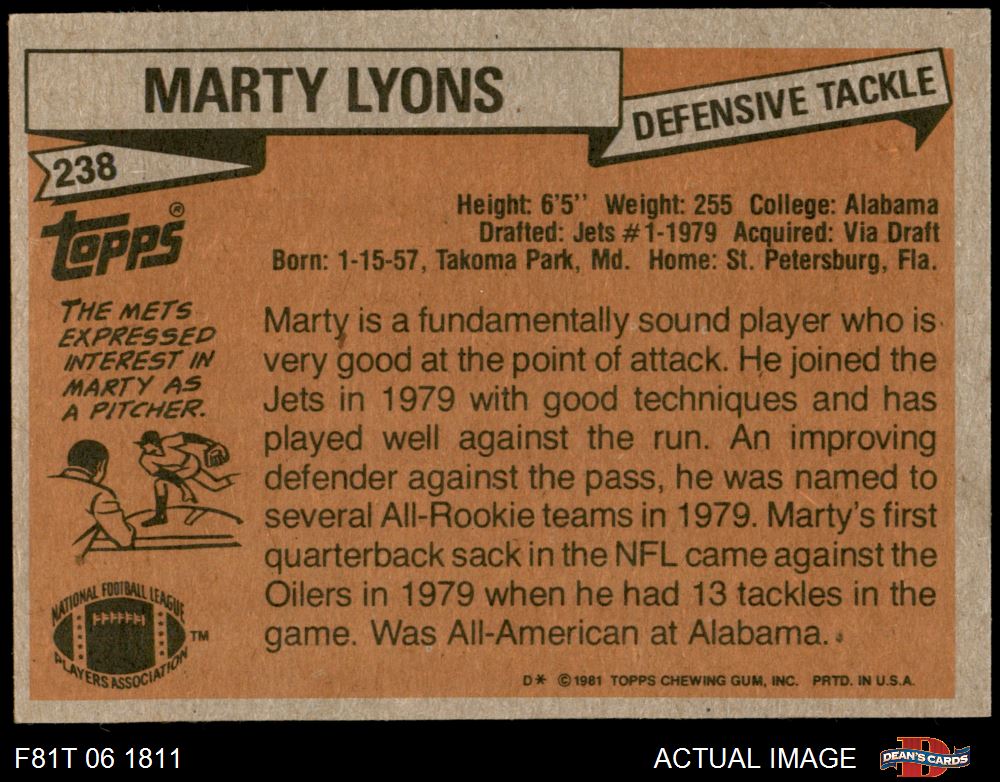 MARTY LYONS
DEFENSIVE TACKLE
238
topps®
Height: 6'5'' Weight: 255 College: Alabama
Drafted: Jets #1-1979 Acquired: Via Draft
Born: 1-15-57, Takoma Park, Md. Home: St. Petersburg, Fla.
THE METS
EXPRESSED
INTEREST IN
MARTY AS
A PITCHER.
Marty is a fundamentally sound player who is
very good at the point of attack. He joined the
Jets in 1979 with good techniques and has
played well against the run. An improving
defender against the pass, he was named to
several All-Rookie teams in 1979. Marty's first
quarterback sack in the NFL came against the
Oilers in 1979 when he had 13 tackles in the
game. Was All-American at Alabama.
NATIONAL FOOTBALL LEAGUE
PLAYERS ASSOCIATION
TM
D* © 1981 TOPPS CHEWING GUM, INC. PRTD. IN U.S.A.
F81T 06 1811
ACTUAL IMAGE
D
DEAN'S CARDS